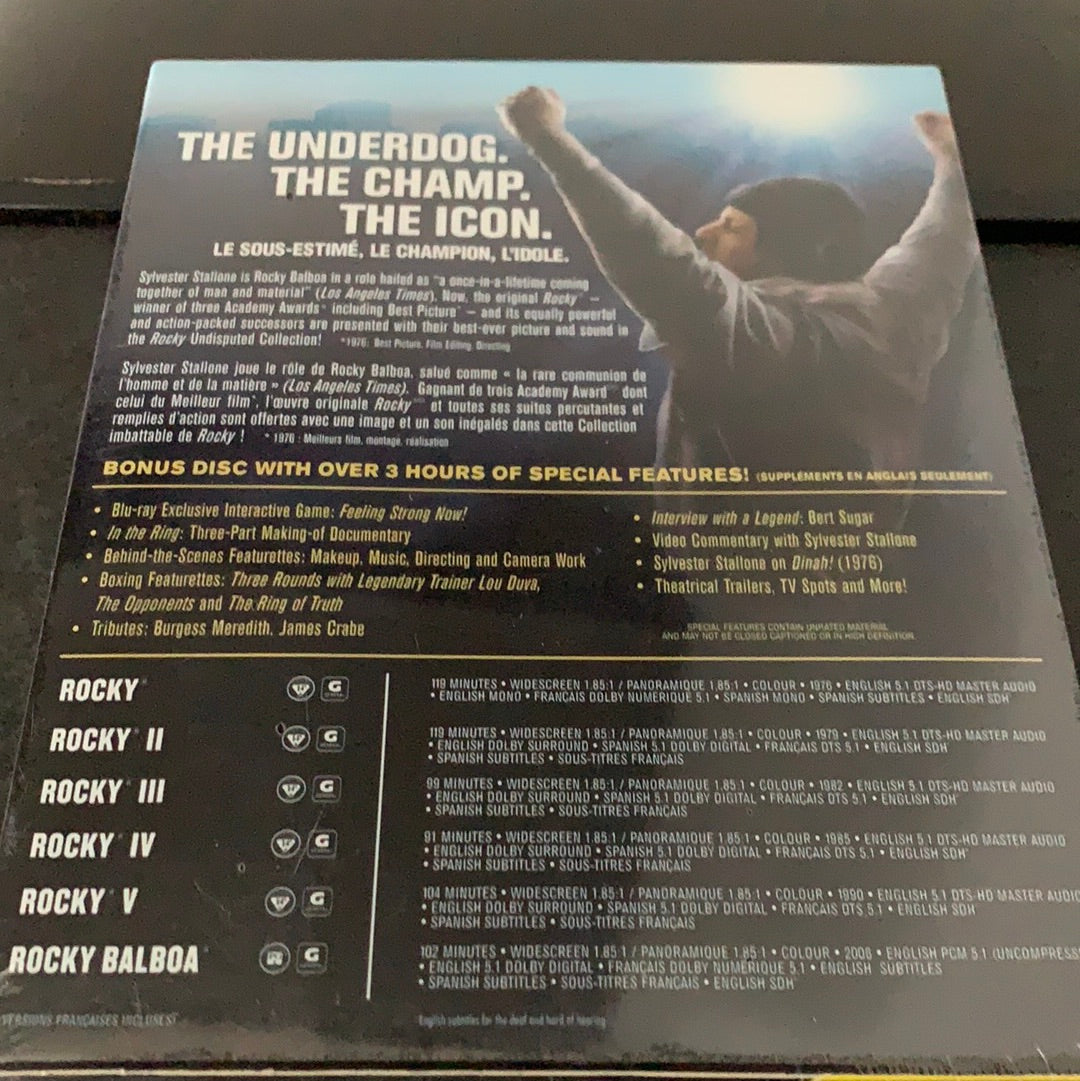 THE UNDERDOG.
THE CHAMP.
THE ICON.
LE SOUS-ESTIMÉ, LE CHAMPION, L'IDOLE.
Sylvester Stallone is Rocky Balboa in a role hailed as "a once-in-a-lifetime coming
together of man and material" (Los Angeles Times). Now, the original Rocky –
winner of three Academy Awards including Best Picture* – and its equally powerful
and action-packed successors are presented with their best-ever picture and sound in
the Rocky Undisputed Collection! *1976: Best Picture, Film Editing, Directing
Sylvester Stallone joue le rôle de Rocky Balboa, salué comme « la rare communion de
l'homme et de la matière » (Los Angeles Times). Gagnant de trois Academy Award dont
celui du Meilleur film*, l'œuvre originale Rocky et toutes ses suites percutantes et
remplies d'action sont offertes avec une image et un son inégalés dans cette Collection
imbattable de Rocky ! * 1976 : Meilleurs film, montage, réalisation
BONUS DISC WITH OVER 3 HOURS OF SPECIAL FEATURES! (SUPPLÉMENTS EN ANGLAIS SEULEMENT)
• Blu-ray Exclusive Interactive Game: Feeling Strong Now!
• In the Ring: Three-Part Making-of Documentary
• Behind-the-Scenes Featurettes: Makeup, Music, Directing and Camera Work
• Boxing Featurettes: Three Rounds with Legendary Trainer Lou Duva,
The Opponents and The Ring of Truth
• Tributes: Burgess Meredith, James Crabe
• Interview with a Legend: Bert Sugar
• Video Commentary with Sylvester Stallone
• Sylvester Stallone on Dinah! (1976)
• Theatrical Trailers, TV Spots and More!
SPECIAL FEATURES CONTAIN UNRATED MATERIAL
AND MAY NOT BE CLOSED CAPTIONED OR IN HIGH DEFINITION.
ROCKY G
119 MINUTES • WIDESCREEN 1.85:1 / PANORAMIQUE 1.85:1 • COLOUR • 1976 • ENGLISH 5.1 DTS-HD MASTER AUDIO
• ENGLISH MONO • FRANÇAIS DOLBY NUMÉRIQUE 5.1 • SPANISH MONO • SPANISH SUBTITLES • ENGLISH SDH
ROCKY II G
119 MINUTES • WIDESCREEN 1.85:1 / PANORAMIQUE 1.85:1 • COLOUR • 1979 • ENGLISH 5.1 DTS-HD MASTER AUDIO
• ENGLISH DOLBY SURROUND • SPANISH 5.1 DOLBY DIGITAL • FRANÇAIS DTS 5.1 • ENGLISH SDH
• SPANISH SUBTITLES • SOUS-TITRES FRANÇAIS
ROCKY III G
99 MINUTES • WIDESCREEN 1.85:1 / PANORAMIQUE 1.85:1 • COLOUR • 1982 • ENGLISH 5.1 DTS-HD MASTER AUDIO
• ENGLISH DOLBY SURROUND • SPANISH 5.1 DOLBY DIGITAL • FRANÇAIS DTS 5.1 • ENGLISH SDH
• SPANISH SUBTITLES • SOUS-TITRES FRANÇAIS
ROCKY IV G
91 MINUTES • WIDESCREEN 1.85:1 / PANORAMIQUE 1.85:1 • COLOUR • 1985 • ENGLISH 5.1 DTS-HD MASTER AUDIO
• ENGLISH DOLBY SURROUND • SPANISH 5.1 DOLBY DIGITAL • FRANÇAIS DTS 5.1 • ENGLISH SDH
• SPANISH SUBTITLES • SOUS-TITRES FRANÇAIS
ROCKY V G
104 MINUTES • WIDESCREEN 1.85:1 / PANORAMIQUE 1.85:1 • COLOUR • 1990 • ENGLISH 5.1 DTS-HD MASTER AUDIO
• ENGLISH DOLBY SURROUND • SPANISH 5.1 DOLBY DIGITAL • FRANÇAIS DTS 5.1 • ENGLISH SDH
• SPANISH SUBTITLES • SOUS-TITRES FRANÇAIS
ROCKY BALBOA R G
102 MINUTES • WIDESCREEN 1.85:1 / PANORAMIQUE 1.85:1 • COLOUR • 2006 • ENGLISH PCM 5.1 (UNCOMPRESS
• ENGLISH 5.1 DOLBY DIGITAL • FRANÇAIS DOLBY NUMÉRIQUE 5.1 • ENGLISH SUBTITLES
• SPANISH SUBTITLES • SOUS-TITRES FRANÇAIS • ENGLISH SDH
VERSIONS FRANÇAISES INCLUSES!
English subtitles for the deaf and hard of hearing